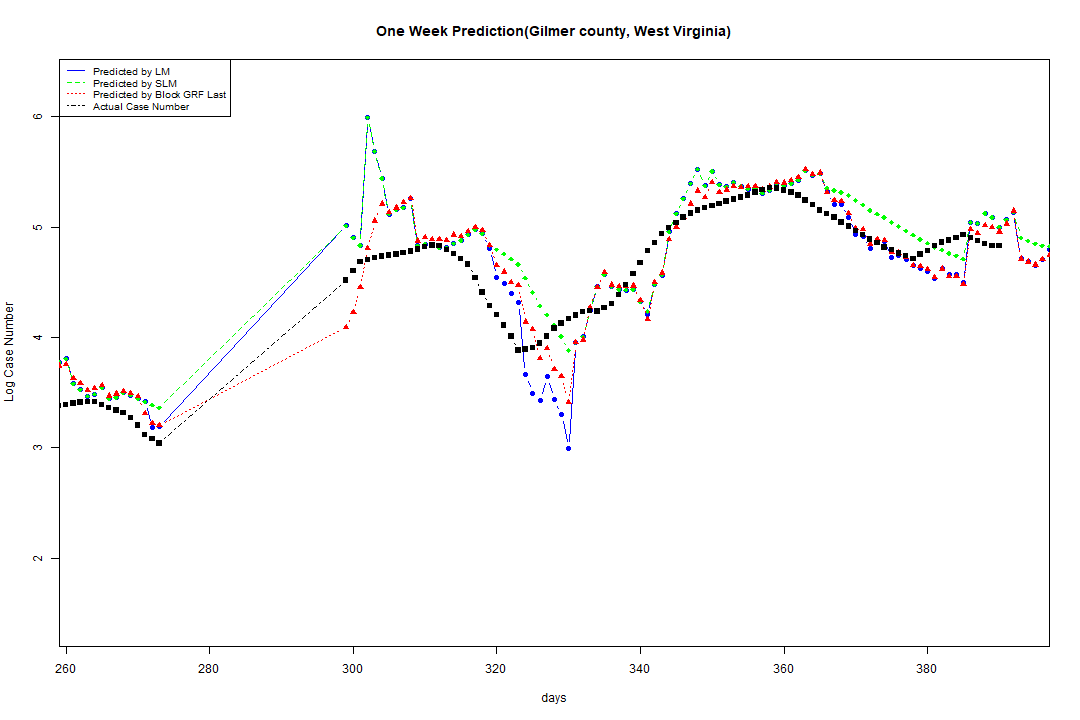 One Week Prediction(Gilmer county, West Virginia)
Predicted by LM
Predicted by SLM
Predicted by Block GRF Last
Actual Case Number
6
5
4
3
2
Log Case Number
260 280 300 320 340 360 380
days